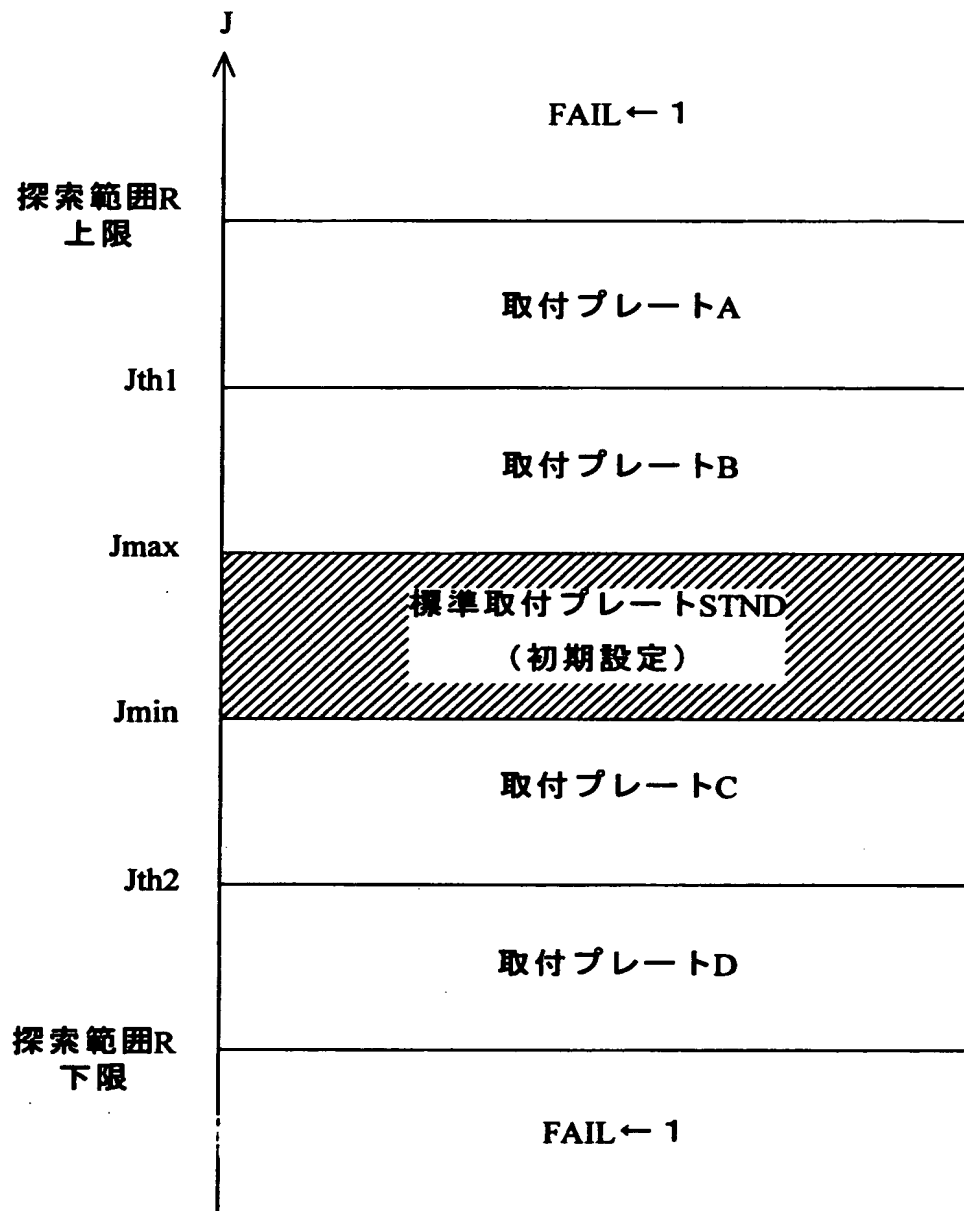 J
FAIL← 1
探索範囲R
上限
取付プレートA
Jth1
取付プレートB
Jmax
標準取付プレートSTND
(初期設定)
Jmin
取付プレートC
Jth2
取付プレートD
探索範囲R
下限
FAIL← 1